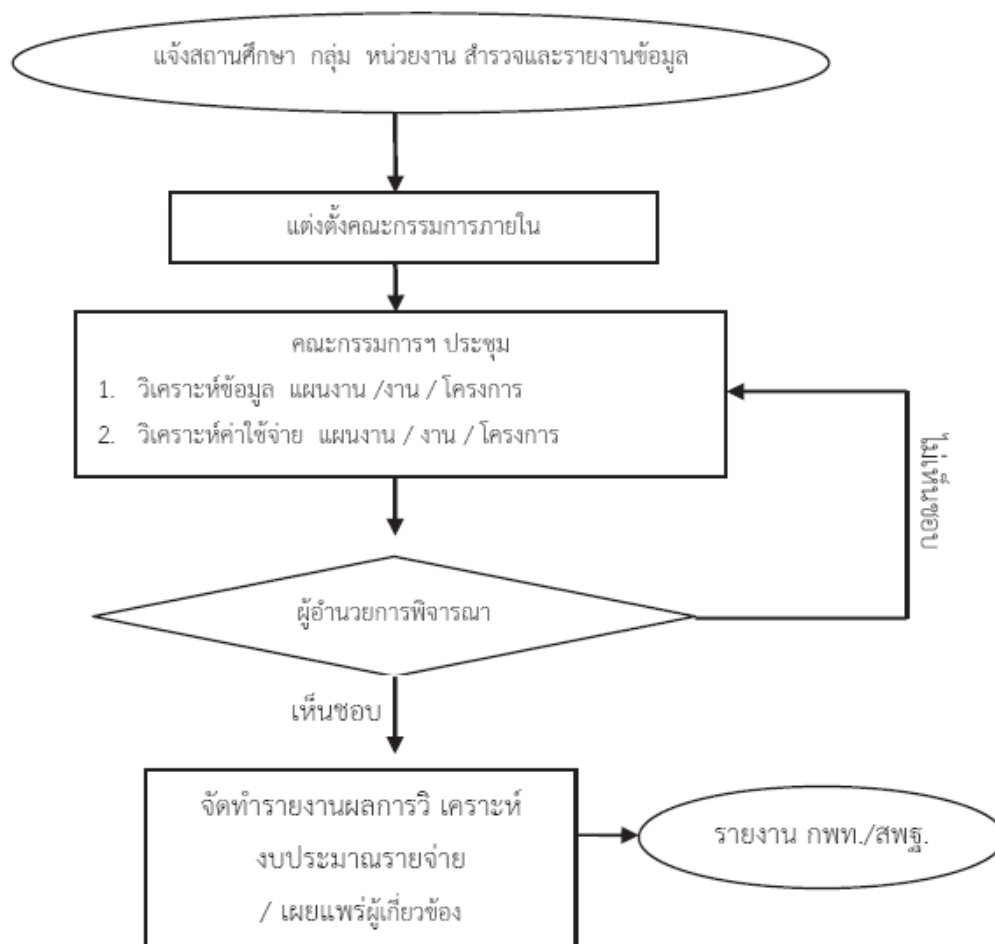 แจ้งสถานศึกษา กลุ่ม หน่วยงาน สำรวจและรายงานข้อมูล
แต่งตั้งคณะกรรมการภายใน
คณะกรรมการฯ ประชุม
1. วิเคราะห์ข้อมูล แผนงาน /งาน / โครงการ
2. วิเคราะห์ค่าใช้จ่าย แผนงาน / งาน / โครงการ
ไม่เห็นชอบ
ผู้อำนวยการพิจารณา
เห็นชอบ
จัดทำรายงานผลการวิ เคราะห์
งบประมาณรายจ่าย
/ เผยแพร่ผู้เกี่ยวข้อง
รายงาน กพท./สพฐ.